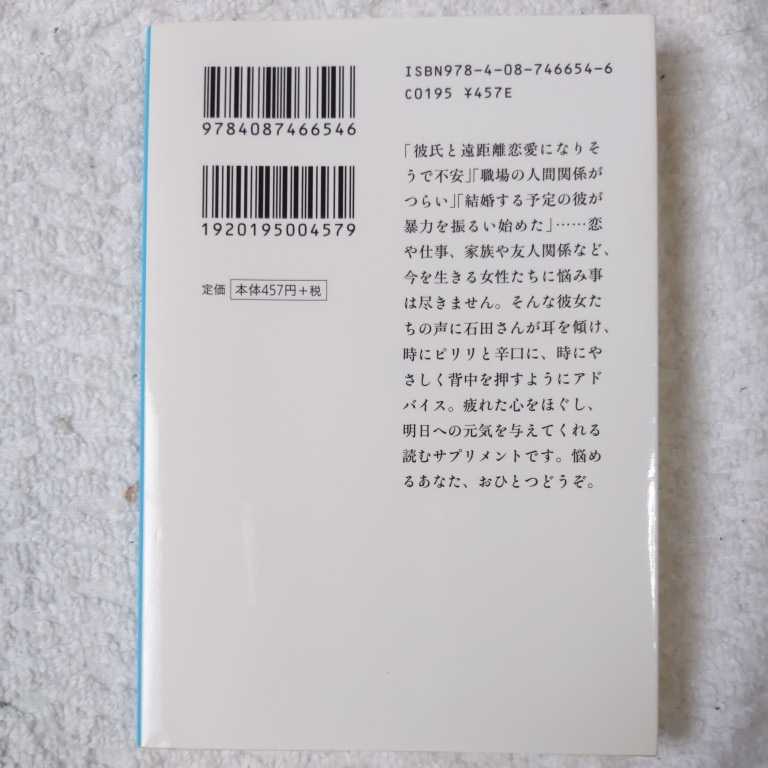 9784087466546
1920195004579
定価 本体457円+税
ISBN978-4-08-746654-6
C0195 ¥457E
「彼氏と遠距離恋愛になりそ
うで不安」「職場の人間関係が
つらい」「結婚する予定の彼が
暴力を振るい始めた」……恋
や仕事、家族や友人関係など、
今を生きる女性たちに悩み事
は尽きません。そんな彼女た
ちの声に石田さんが耳を傾け、
時にピリリと辛口に、時にや
さしく背中を押すようにアド
バイス。疲れた心をほぐし、
明日への元気を与えてくれる
読むサプリメントです。悩め
るあなた、おひとつどうぞ。